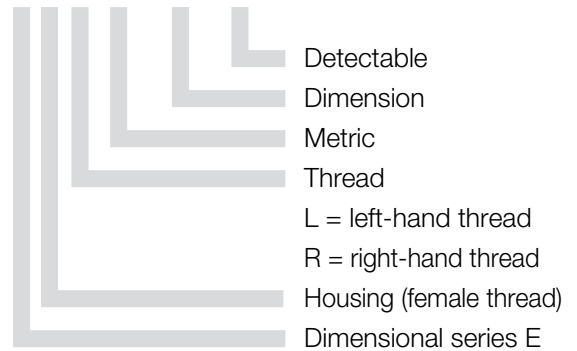 Detectable
Dimension
Metric
Thread
L = left-hand thread
R = right-hand thread
Housing (female thread)
Dimensional series E